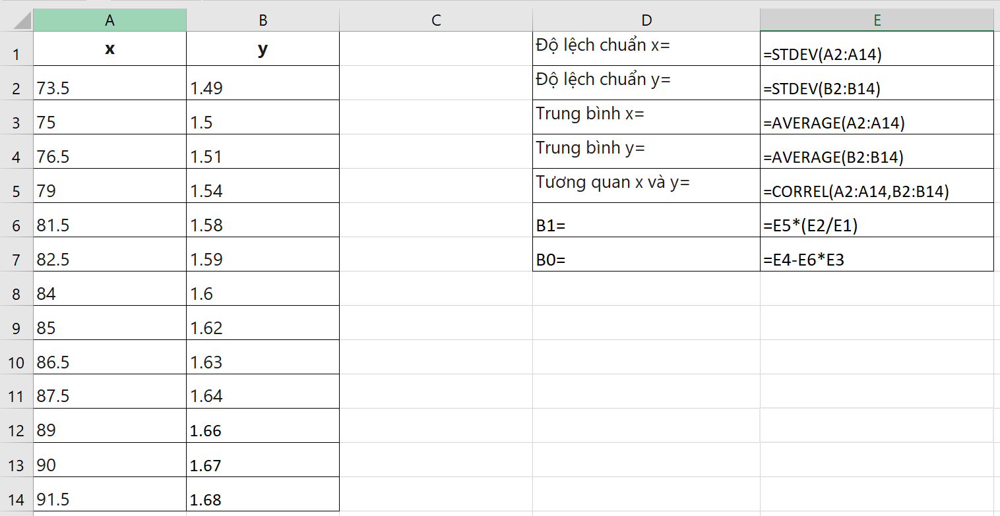 A B C D E
1 x y Độ lệch chuẩn x= =STDEV(A2:A14)
2 73.5 1.49 Độ lệch chuẩn y= =STDEV(B2:B14)
3 75 1.5 Trung bình x= =AVERAGE(A2:A14)
4 76.5 1.51 Trung bình y= =AVERAGE(B2:B14)
5 79 1.54 Tương quan x và y= =CORREL(A2:A14,B2:B14)
6 81.5 1.58 B1= =E5*(E2/E1)
7 82.5 1.59 B0= =E4-E6*E3
8 84 1.6
9 85 1.62
10 86.5 1.63
11 87.5 1.64
12 89 1.66
13 90 1.67
14 91.5 1.68